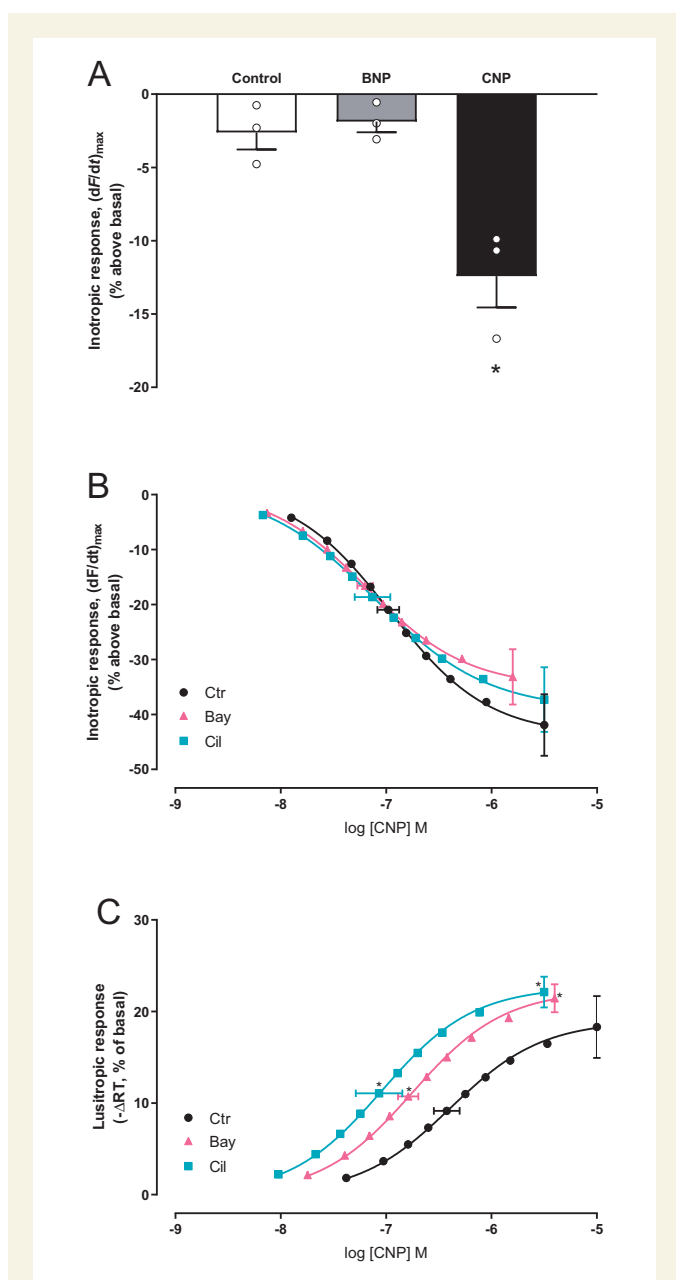 A
Control BNP CNP
0
-5
-10
-15
-20
Inotropic response, (dF/dt)max
(% above basal)
*
B
0
-10
-20
-30
-40
-50
Inotropic response, (dF/dt)max
(% above basal)
Ctr
Bay
Cil
-9 -8 -7 -6 -5
log [CNP] M
C
30
20
10
0
Lusitropic response
(-ΔRT, % of basal)
* *
* *
Ctr
Bay
Cil
-9 -8 -7 -6 -5
log [CNP] M